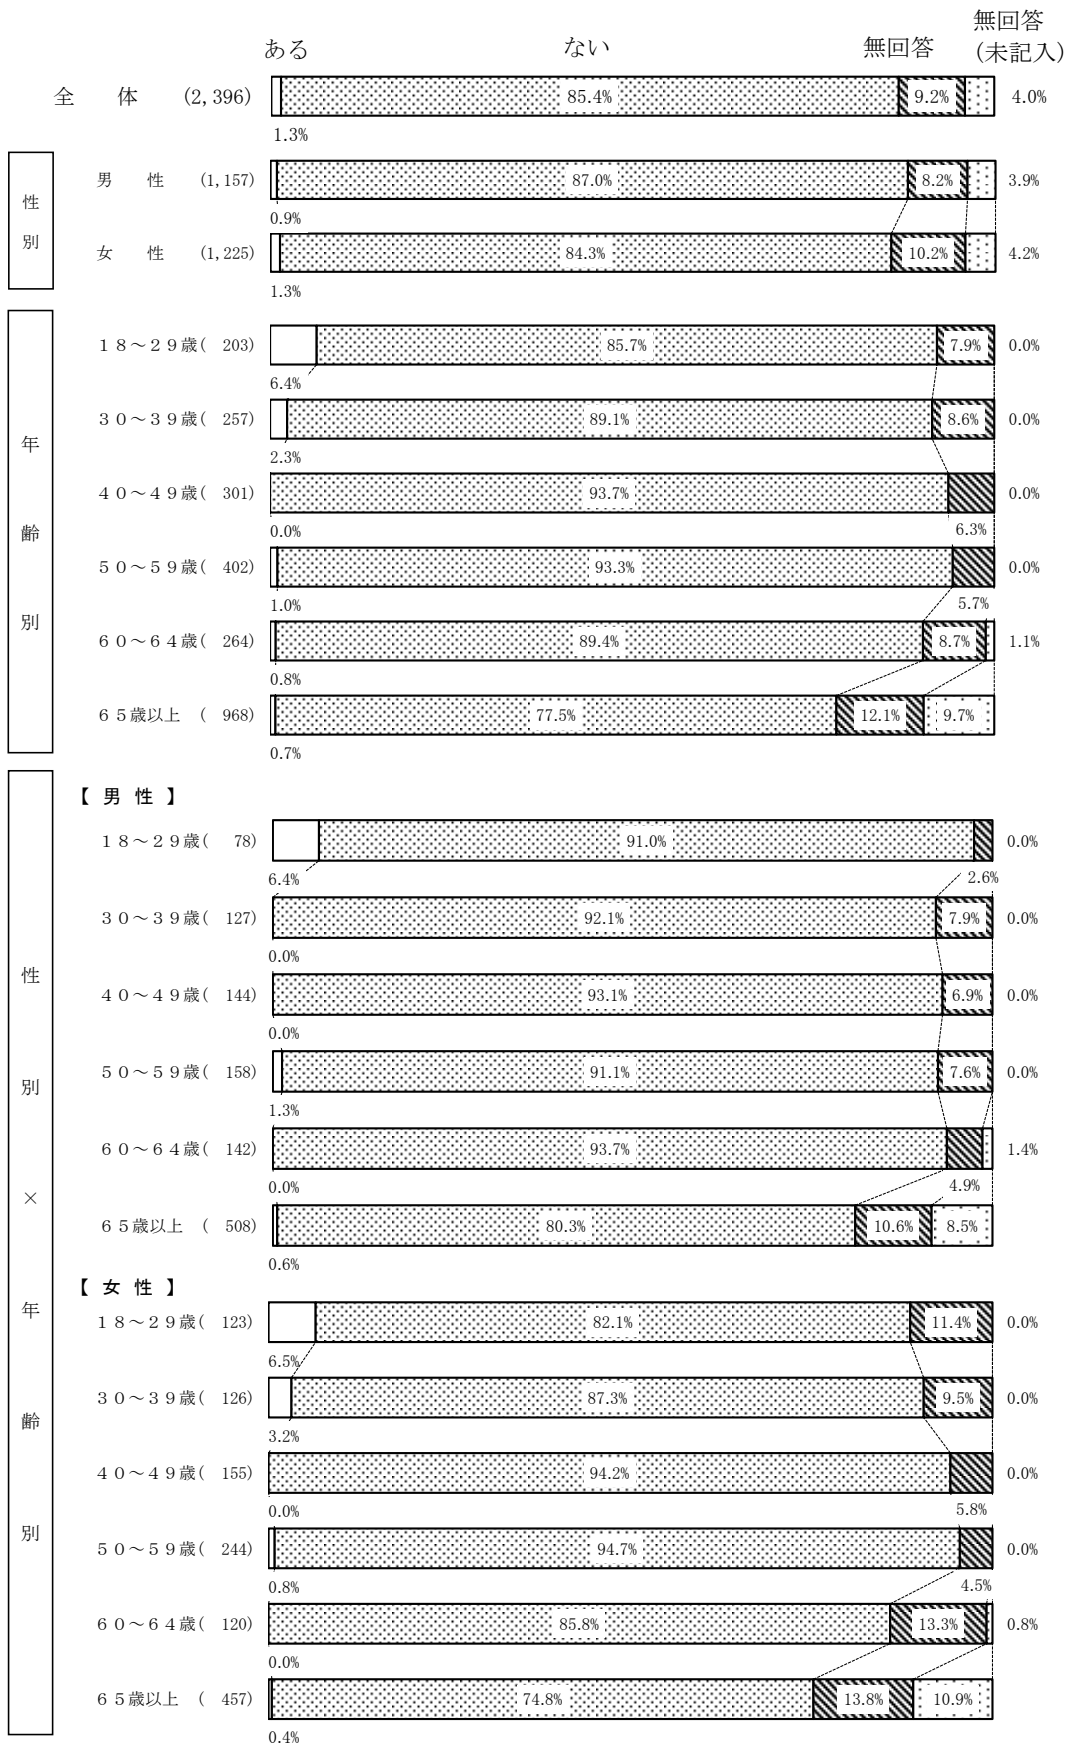 ある ない 無回答 無回答(未記入)
全 体 (2,396) 85.4% 9.2% 4.0%
1.3%
性別
男 性 (1,157) 87.0% 8.2% 3.9%
0.9%
女 性 (1,225) 84.3% 10.2% 4.2%
1.3%
年齢別
18～29歳( 203) 85.7% 7.9% 0.0%
6.4%
30～39歳( 257) 89.1% 8.6% 0.0%
2.3%
40～49歳( 301) 93.7% 0.0%
0.0% 6.3%
50～59歳( 402) 93.3% 0.0%
1.0% 5.7%
60～64歳( 264) 89.4% 8.7% 1.1%
0.8%
65歳以上 ( 968) 77.5% 12.1% 9.7%
0.7%
性別×年齢別
【 男 性 】
18～29歳( 78) 91.0% 0.0%
6.4% 2.6%
30～39歳( 127) 92.1% 7.9% 0.0%
0.0%
40～49歳( 144) 93.1% 6.9% 0.0%
0.0%
50～59歳( 158) 91.1% 7.6% 0.0%
1.3%
60～64歳( 142) 93.7% 1.4%
0.0% 4.9%
65歳以上 ( 508) 80.3% 10.6% 8.5%
0.6%
【 女 性 】
18～29歳( 123) 82.1% 11.4% 0.0%
6.5%
30～39歳( 126) 87.3% 9.5% 0.0%
3.2%
40～49歳( 155) 94.2% 0.0%
0.0% 5.8%
50～59歳( 244) 94.7% 0.0%
0.8% 4.5%
60～64歳( 120) 85.8% 13.3% 0.8%
0.0%
65歳以上 ( 457) 74.8% 13.8% 10.9%
0.4%